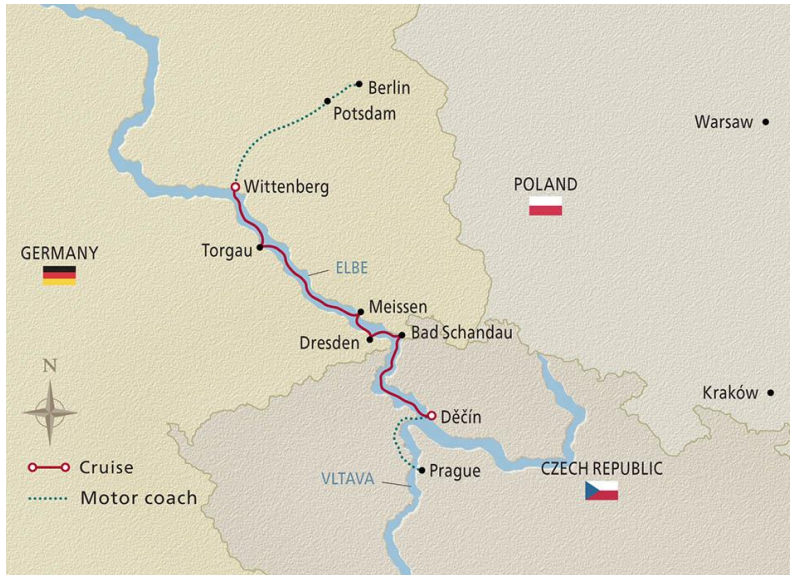 Berlin
Potsdam
Warsaw
Wittenberg
POLAND
Torgau
GERMANY
ELBE
Meissen
Dresden
Bad Schandau
N
Kraków
Děčín
Cruise
Prague
CZECH REPUBLIC
VLTAVA
Motor coach